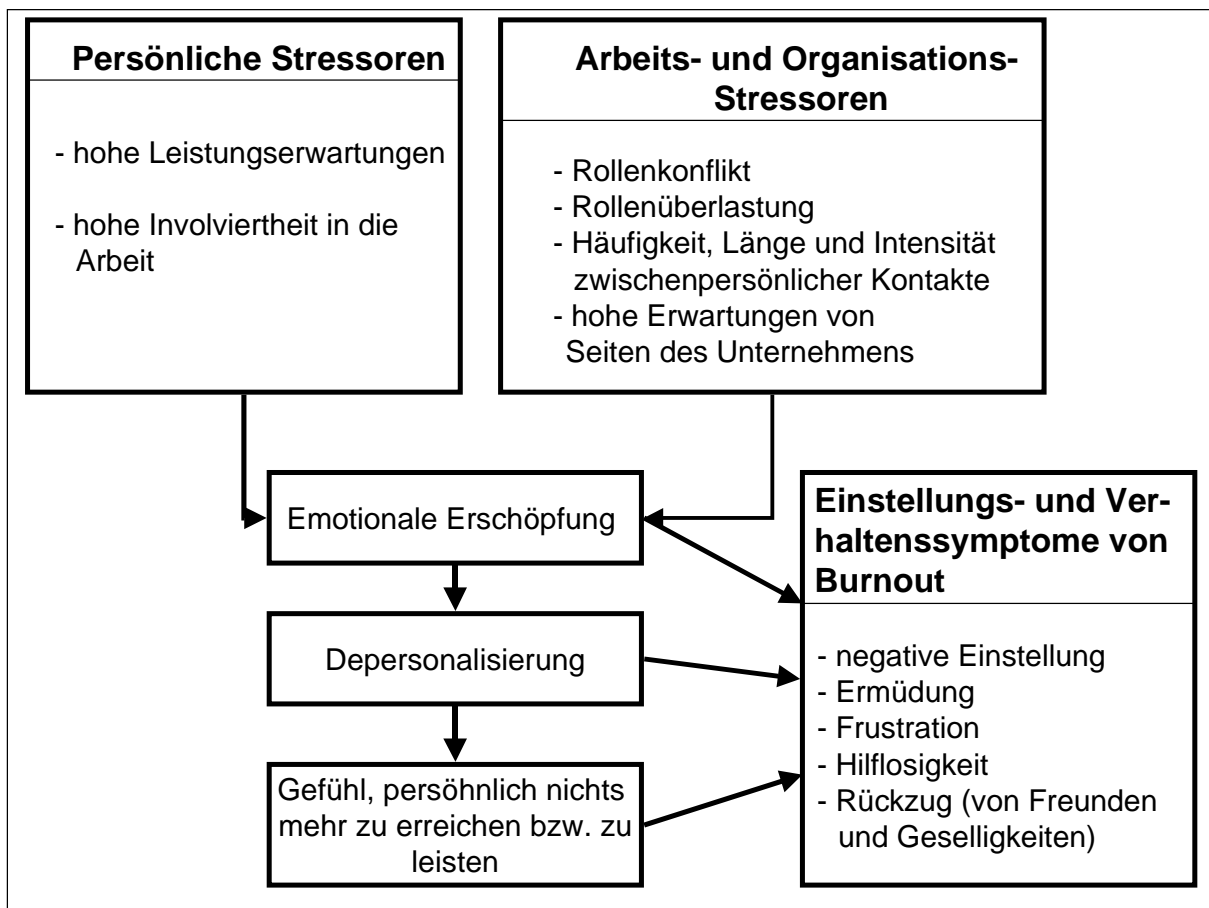 Persönliche Stressoren
- hohe Leistungserwartungen
- hohe Involviertheit in die
Arbeit
Arbeits- und Organisations-
Stressoren
- Rollenkonflikt
- Rollenüberlastung
- Häufigkeit, Länge und Intensität
zwischenpersönlicher Kontakte
- hohe Erwartungen von
Seiten des Unternehmens
Emotionale Erschöpfung
Depersonalisierung
Gefühl, persöhnlich nichts
mehr zu erreichen bzw. zu
leisten
Einstellungs- und Ver-
haltenssymptome von
Burnout
- negative Einstellung
- Ermüdung
- Frustration
- Hilflosigkeit
- Rückzug (von Freunden
und Geselligkeiten)